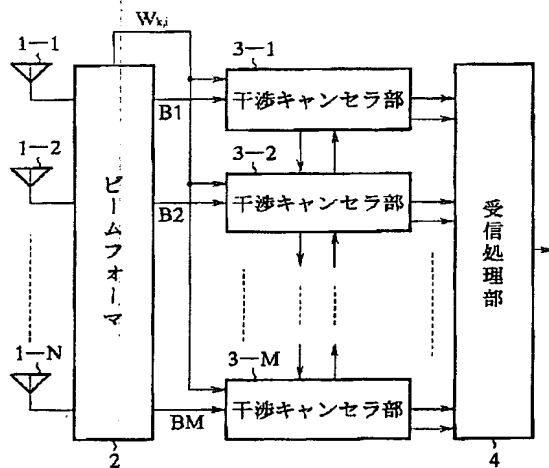 W k,i
1—1
3—1
干渉キャンセラ部
B1
1—2
3—2
干渉キャンセラ部
B2
ビームフォーマ
受信処理部
1—N
3—M
干渉キャンセラ部
BM
2
4